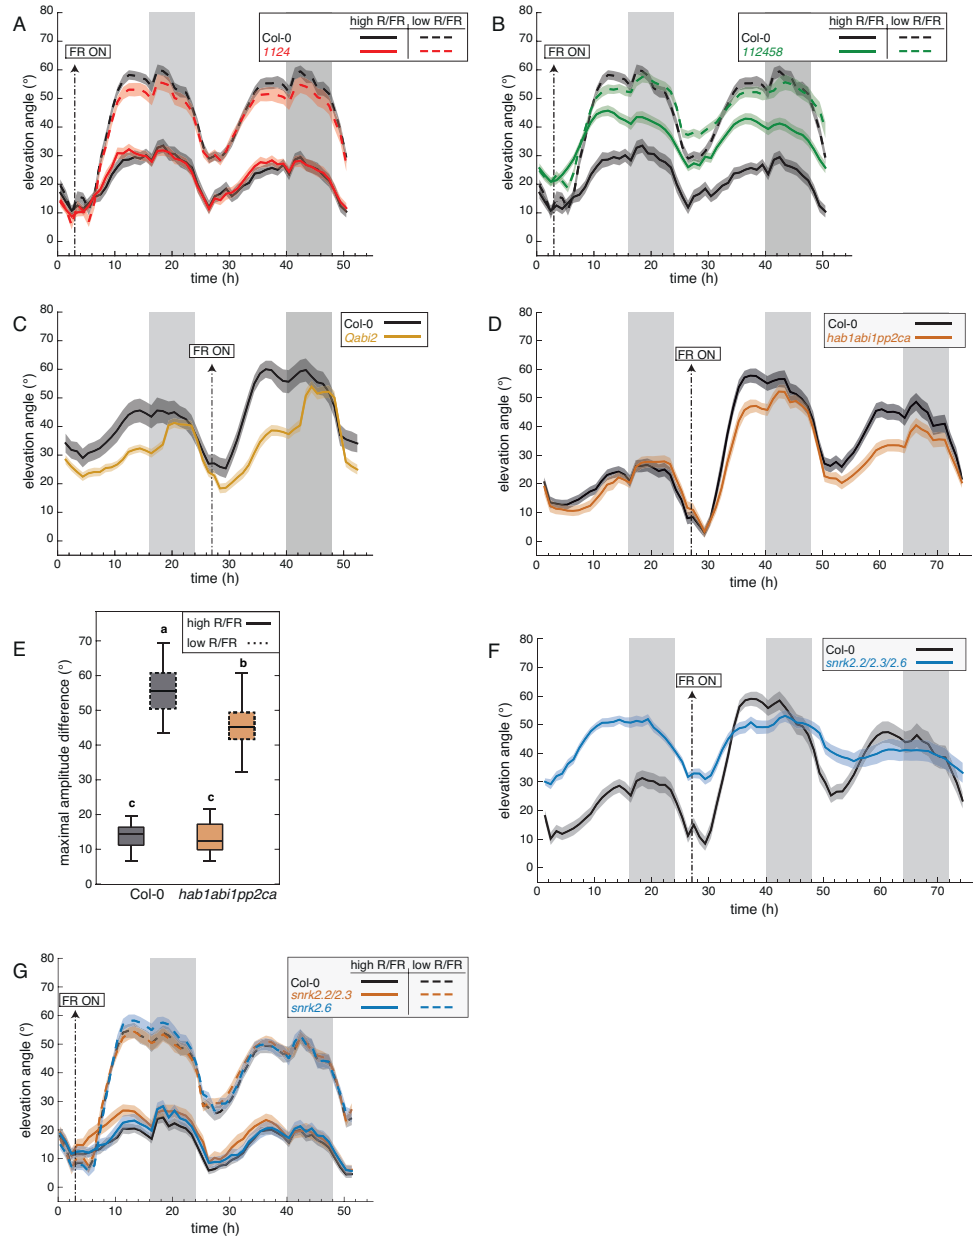 A
high R/FR low R/FR
Col-0
1124
FR ON
elevation angle (°)
80
70
60
50
40
30
20
10
0
0 10 20 30 40 50
time (h)
B
high R/FR low R/FR
Col-0
112458
FR ON
elevation angle (°)
80
70
60
50
40
30
20
10
0
0 10 20 30 40 50
time (h)
C
Col-0
Qabi2
FR ON
elevation angle (°)
80
70
60
50
40
30
20
10
0
0 10 20 30 40 50
time (h)
D
Col-0
hab1abi1pp2ca
FR ON
elevation angle (°)
80
70
60
50
40
30
20
10
0
0 10 20 30 40 50 60 70
time (h)
E
high R/FR
low R/FR
a
b
c
c
maximal amplitude difference (°)
70
60
50
40
30
20
10
0
Col-0 hab1abi1pp2ca
F
Col-0
snrk2.2/2.3/2.6
FR ON
elevation angle (°)
80
70
60
50
40
30
20
10
0
0 10 20 30 40 50 60 70
time (h)
G
high R/FR low R/FR
Col-0
snrk2.2/2.3
snrk2.6
FR ON
elevation angle (°)
80
70
60
50
40
30
20
10
0
0 10 20 30 40 50
time (h)